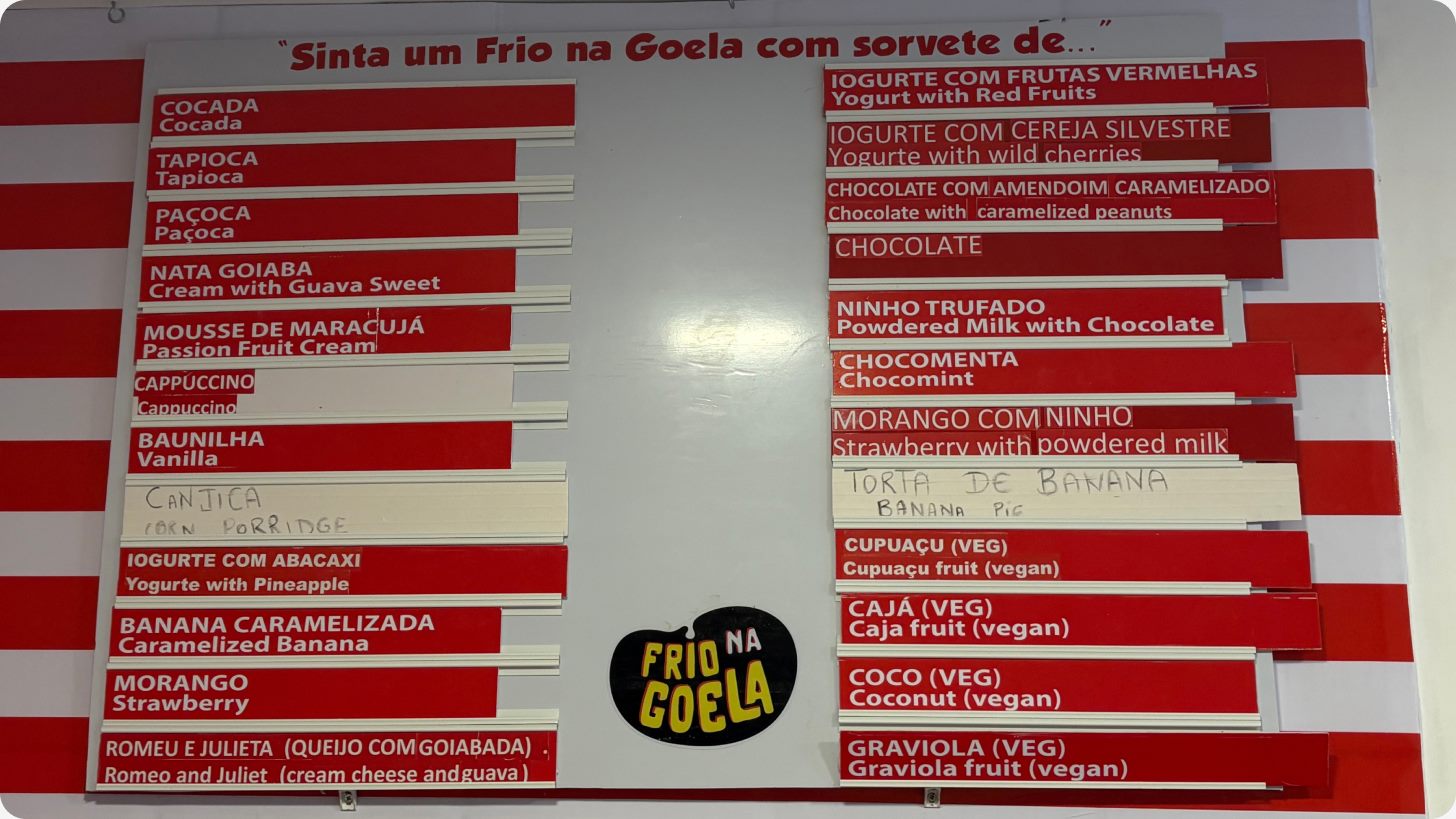 "Sinta um Frio na Goela com sorvete de..."
COCADA
Cocada
TAPIOCA
Tapioca
PAÇOCA
Paçoca
NATA GOIABA
Cream with Guava Sweet
MOUSSE DE MARACUJÁ
Passion Fruit Cream
CAPPUCCINO
Cappuccino
BAUNILHA
Vanilla
CANJICA
CORN PORRIDGE
IOGURTE COM ABACAXI
Yogurte with Pineapple
BANANA CARAMELIZADA
Caramelized Banana
MORANGO
Strawberry
ROMEU E JULIETA (QUEIJO COM GOIABADA) .
Romeo and Juliet (cream cheese and guava)
IOGURTE COM FRUTAS VERMELHAS
Yogurt with Red Fruits
IOGURTE COM CEREJA SILVESTRE
Yogurte with wild cherries
CHOCOLATE COM AMENDOIM CARAMELIZADO
Chocolate with caramelized peanuts
CHOCOLATE
NINHO TRUFADO
Powdered Milk with Chocolate
CHOCOMENTA
Chocomint
MORANGO COM NINHO
Strawberry with powdered milk
TORTA DE BANANA
BANANA PIE
CUPUAÇU (VEG)
Cupuaçu fruit (vegan)
CAJÁ (VEG)
Caja fruit (vegan)
COCO (VEG)
Coconut (vegan)
GRAVIOLA (VEG)
Graviola fruit (vegan)
FRIO NA
GOELA